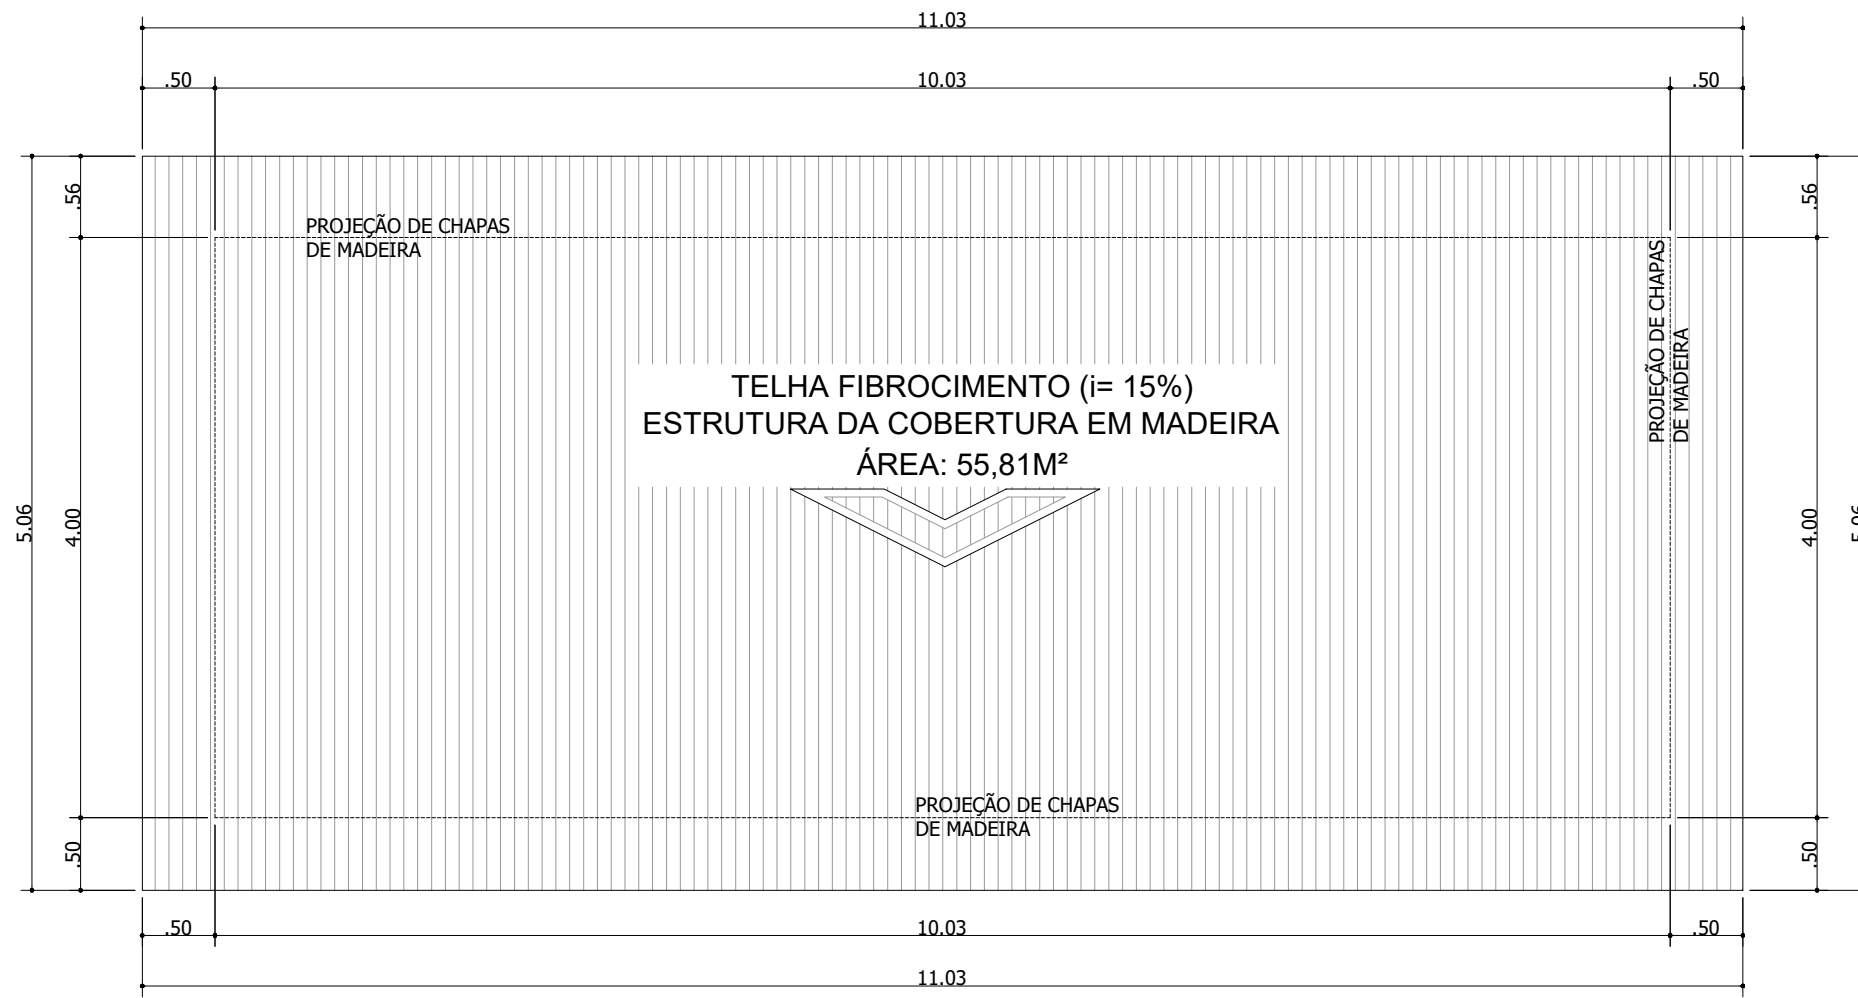 11.03
.50
10.03
.50
.56
.56
PROJEÇÃO DE CHAPAS
DE MADEIRA
PROJEÇÃO DE CHAPAS
DE MADEIRA
TELHA FIBROCIMENTO (i= 15%)
ESTRUTURA DA COBERTURA EM MADEIRA
ÁREA: 55,81M²
5.06
4.00
4.00
PROJEÇÃO DE CHAPAS
DE MADEIRA
.50
.50
.50
10.03
.50
11.03